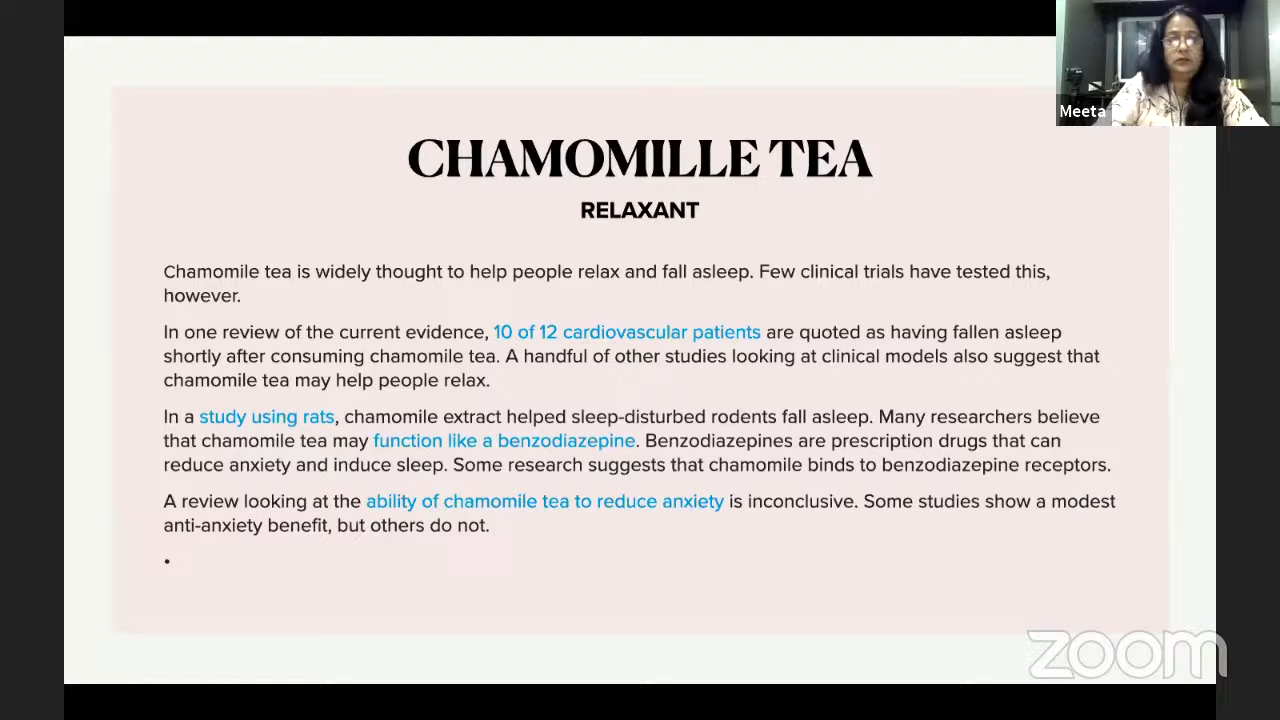 Meeta
CHAMOMILLE TEA
RELAXANT
Chamomile tea is widely thought to help people relax and fall asleep. Few clinical trials have tested this,
however.
In one review of the current evidence, 10 of 12 cardiovascular patients are quoted as having fallen asleep
shortly after consuming chamomile tea. A handful of other studies looking at clinical models also suggest that
chamomile tea may help people relax.
In a study using rats, chamomile extract helped sleep-disturbed rodents fall asleep. Many researchers believe
that chamomile tea may function like a benzodiazepine. Benzodiazepines are prescription drugs that can
reduce anxiety and induce sleep. Some research suggests that chamomile binds to benzodiazepine receptors.
A review looking at the ability of chamomile tea to reduce anxiety is inconclusive. Some studies show a modest
anti-anxiety benefit, but others do not.
•
zoom